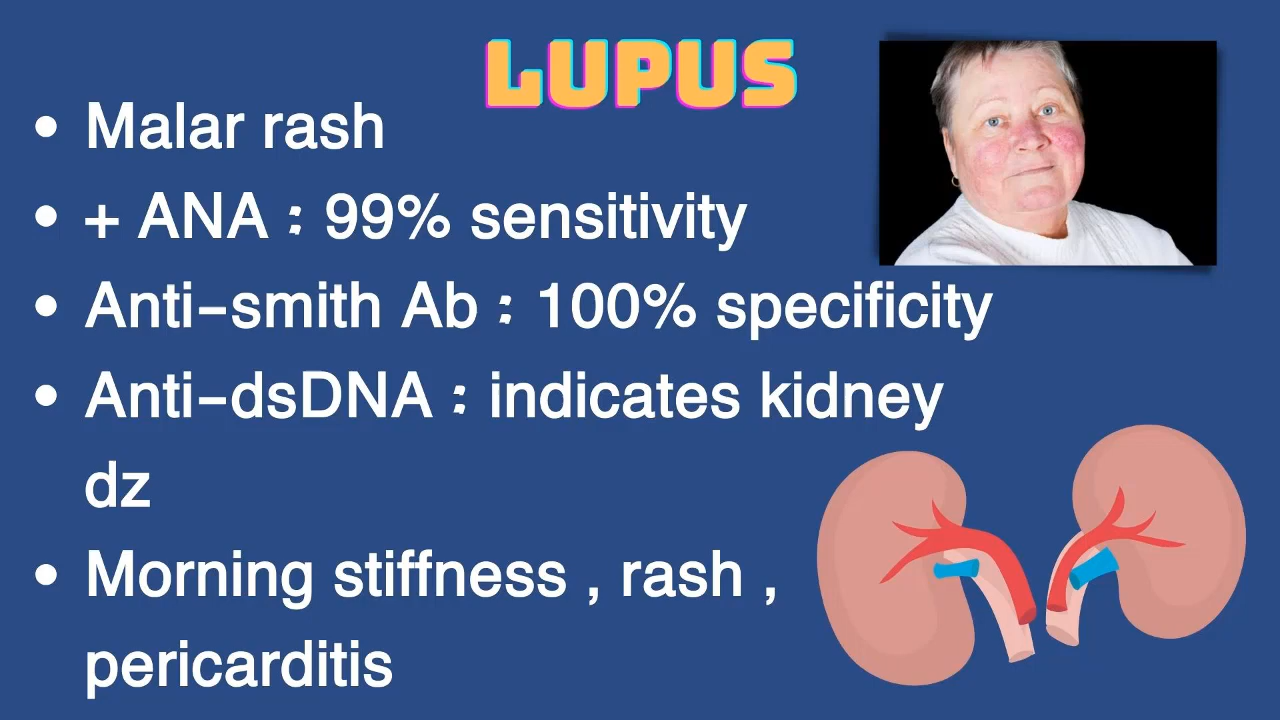 LUPUS
• Malar rash
• + ANA : 99% sensitivity
• Anti-smith Ab : 100% specificity
• Anti-dsDNA : indicates kidney
dz
• Morning stiffness , rash ,
pericarditis